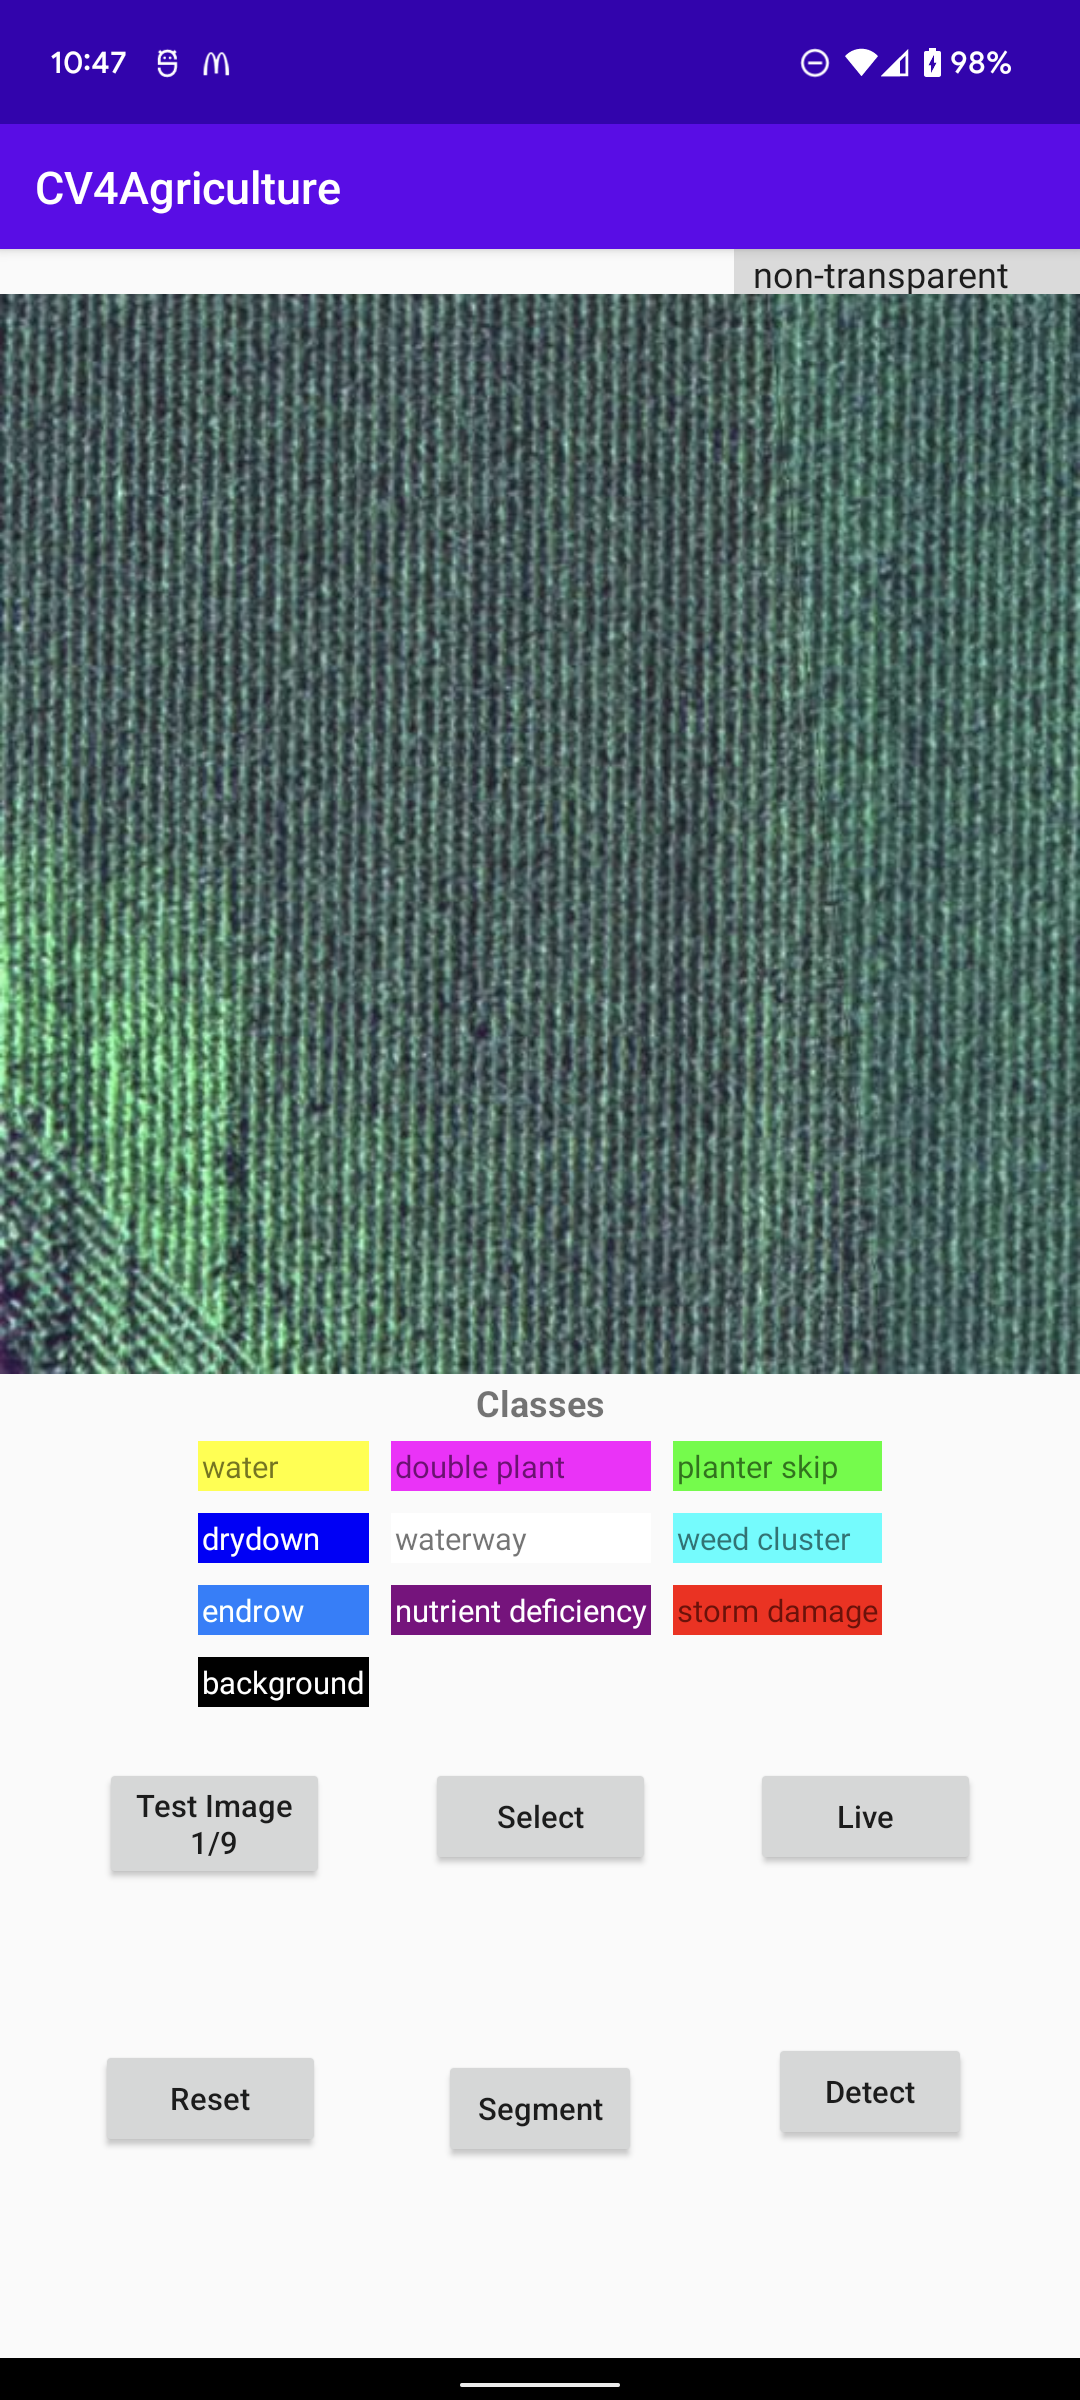 10:47 98%
CV4Agriculture
non-transparent
Classes
water double plant planter skip
drydown waterway weed cluster
endrow nutrient deficiency storm damage
background
Test Image
1/9
Select
Live
Reset
Segment
Detect